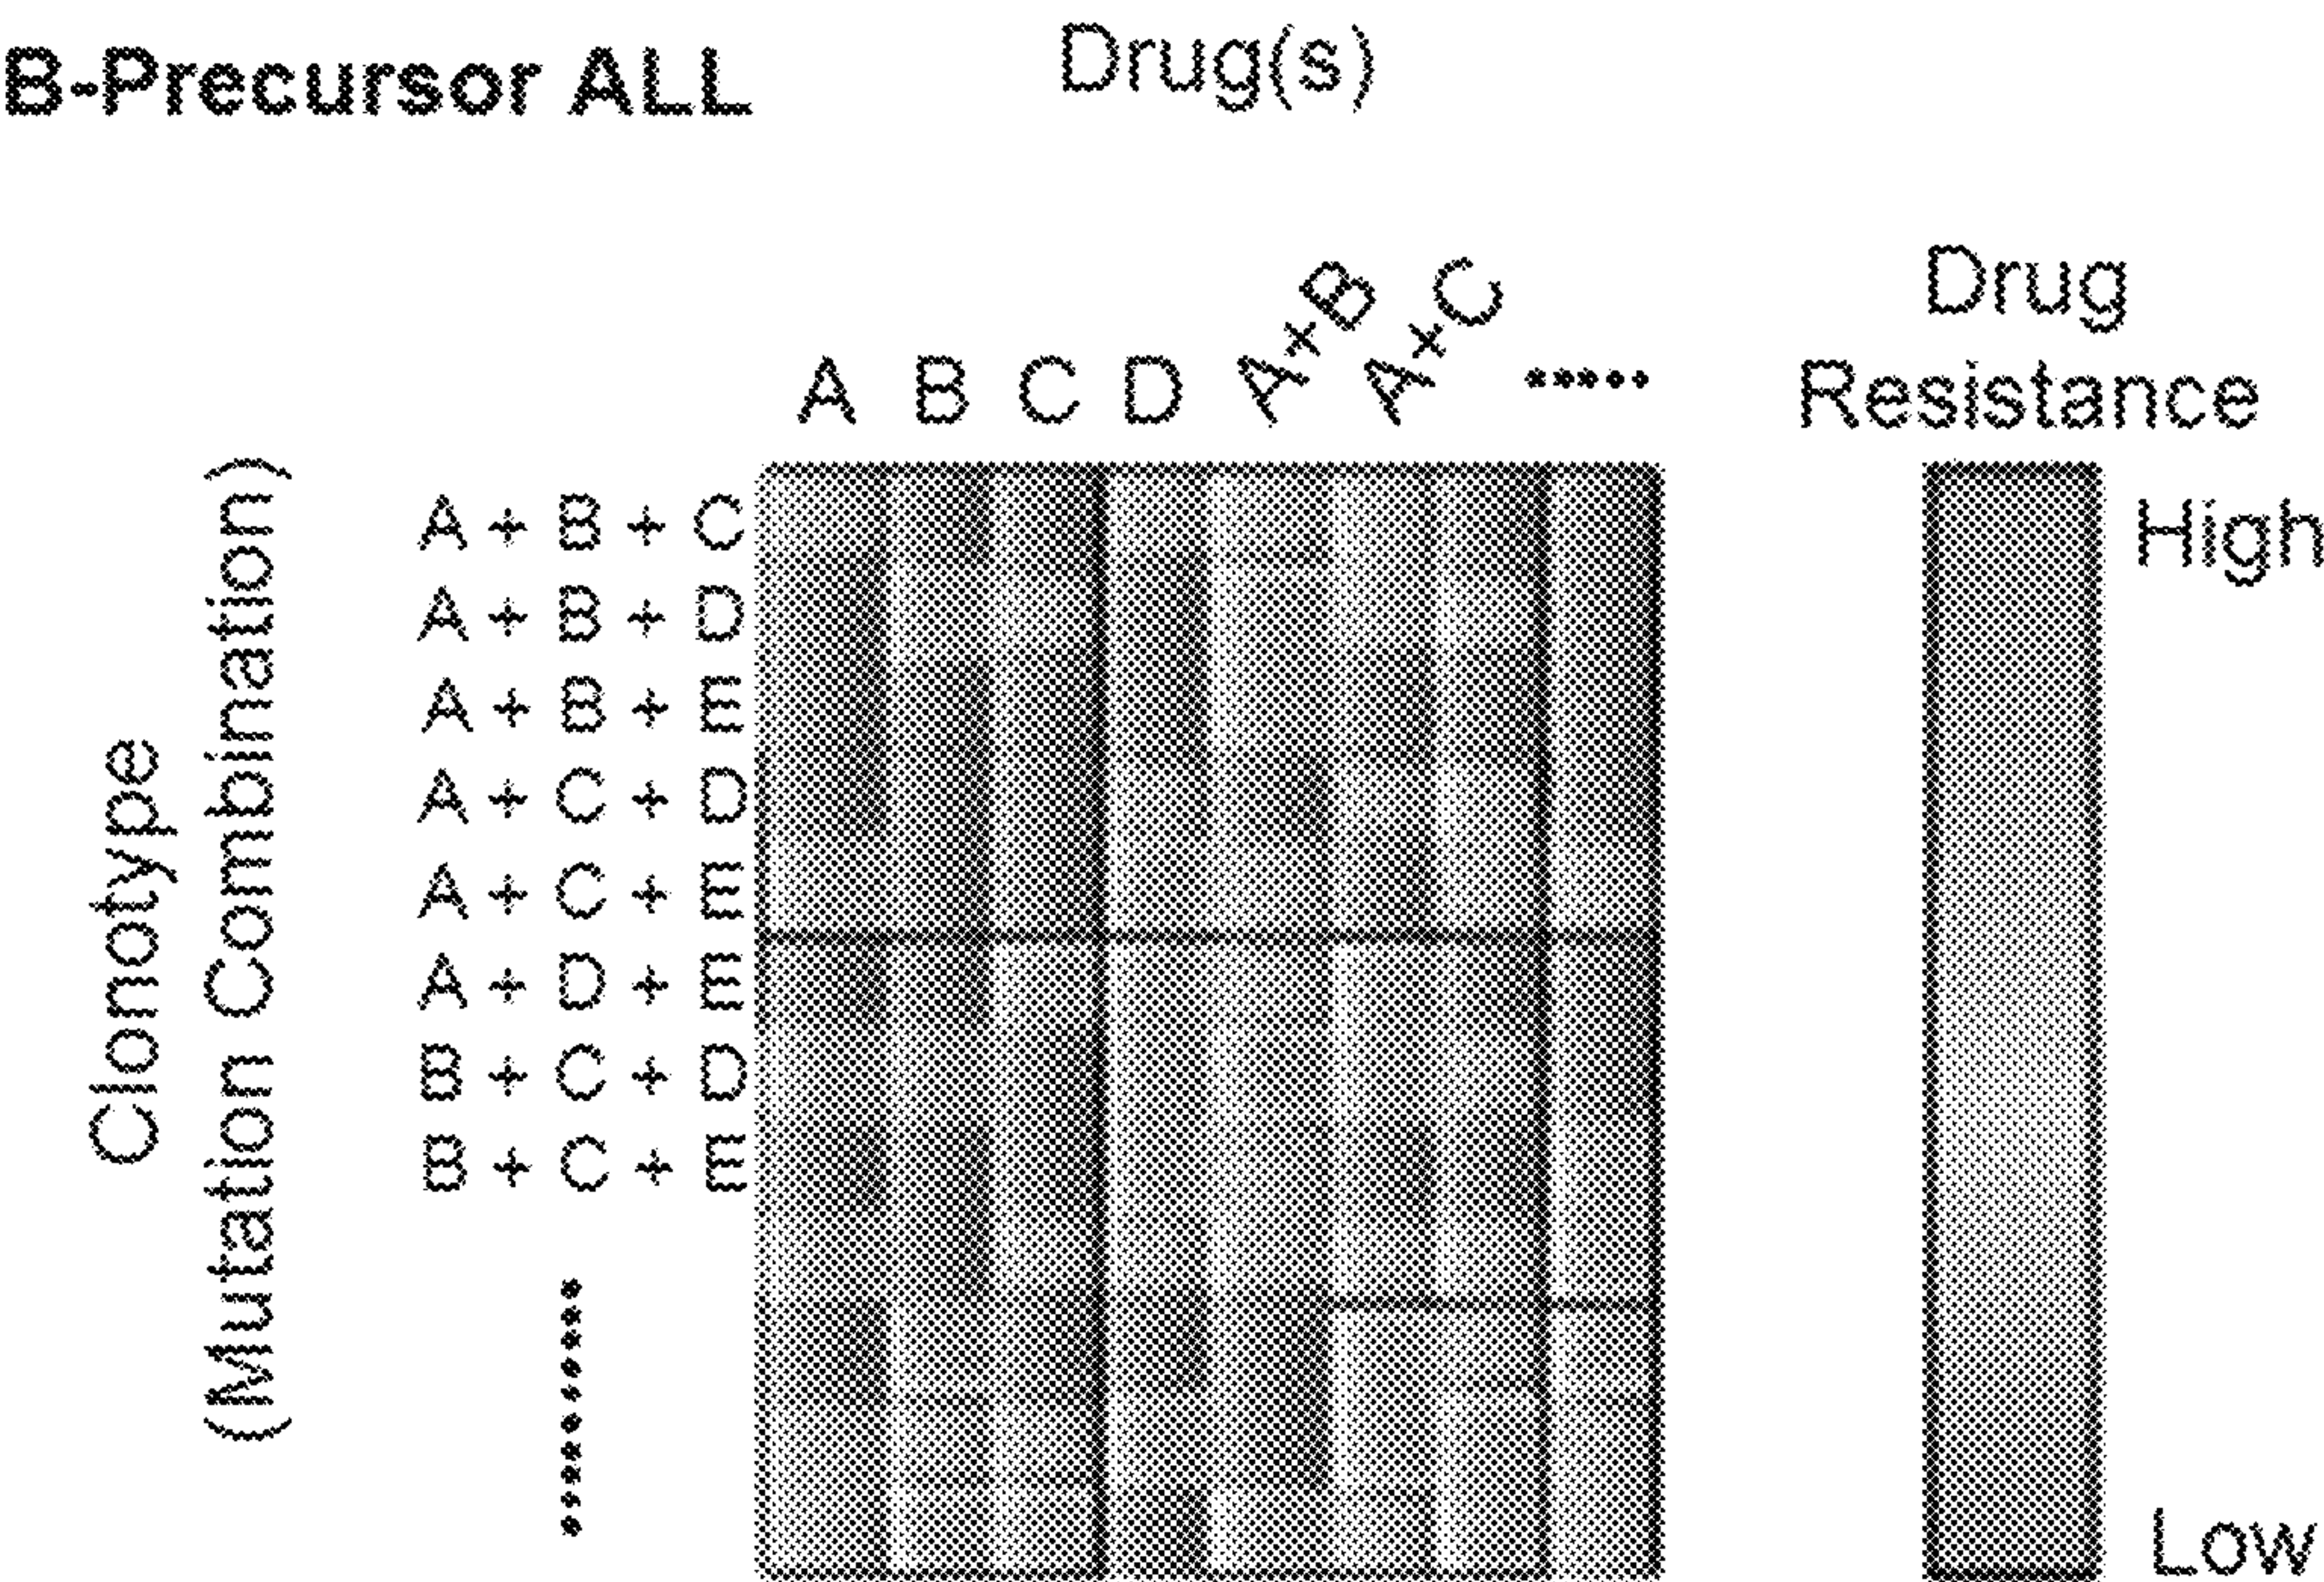 B-Precursor ALL
Drug(s)
A B C D A+B A+C .....
Drug
Resistance
High
Low
Clonotype
(Mutation Combination)
A + B + C
A + B + D
A + B + E
A + C + D
A + C + E
A + D + E
B + C + D
B + C + E